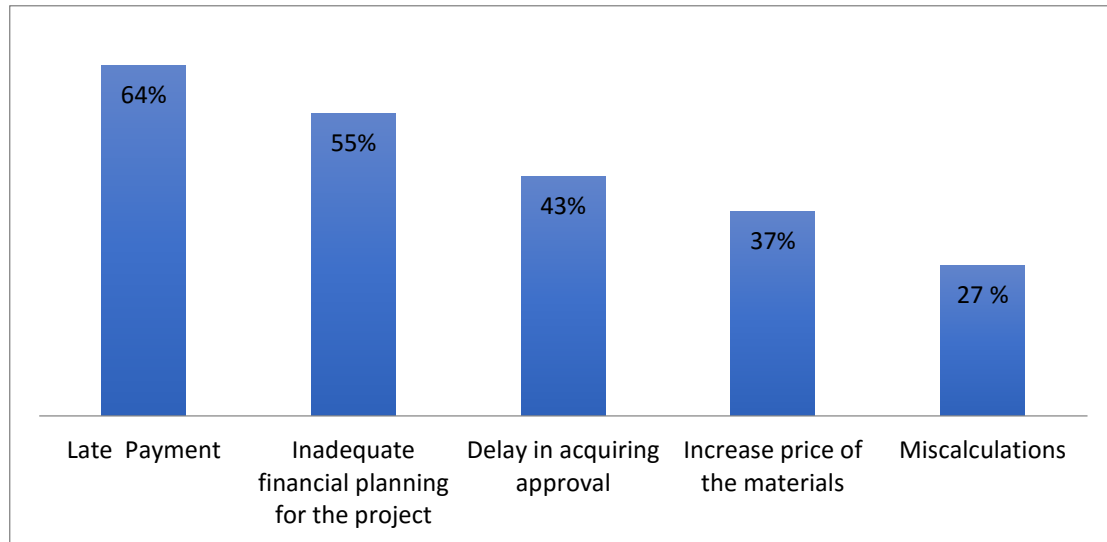 64%
55%
43%
37%
27 %
Late  Payment
Inadequate
financial planning
for the project
Delay in acquiring
approval
Increase price of
the materials
Miscalculations